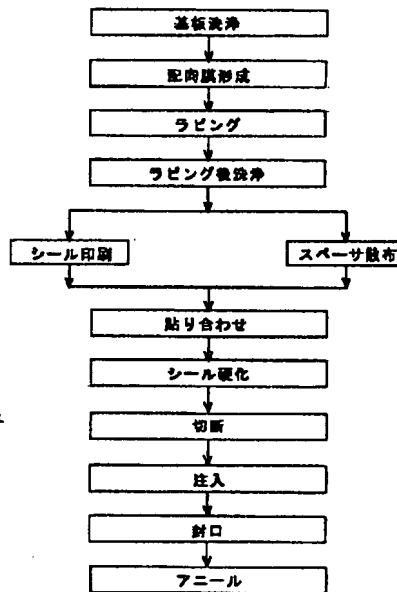 基板洗浄
配向膜形成
ラビング
ラビング後洗浄
シール印刷
スペーサ散布
貼り合わせ
シール硬化
切断
注入
封口
アニール